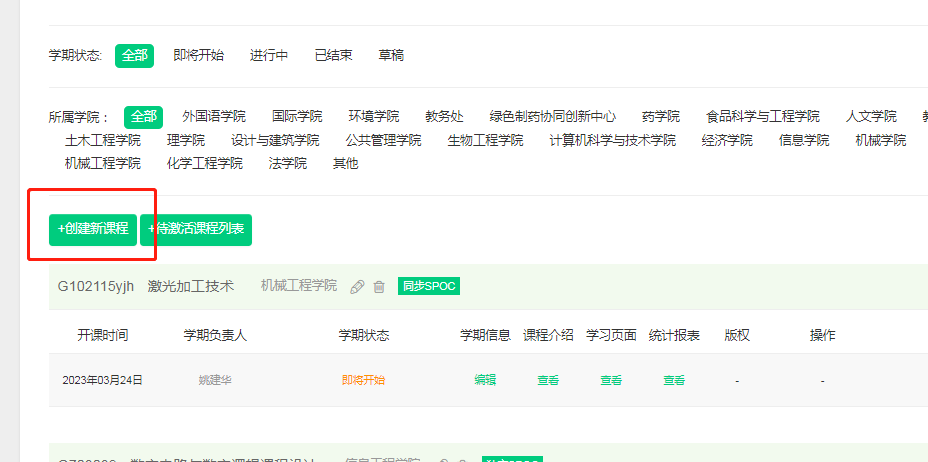 学期状态: 全部 即将开始 进行中 已结束 草稿
所属学院： 全部 外国语学院 国际学院 环境学院 教务处 绿色制药协同创新中心 药学院 食品科学与工程学院 人文学院
土木工程学院 理学院 设计与建筑学院 公共管理学院 生物工程学院 计算机科学与技术学院 经济学院 信息学院 机械学院
机械工程学院 化学工程学院 法学院 其他
+创建新课程 +待激活课程列表
G102115yjh 激光加工技术 机械工程学院 同步SPOC
开课时间 学期负责人 学期状态 学期信息 课程介绍 学习页面 统计报表 版权 操作
2023年03月24日 姚建华 即将开始 编辑 查看 查看 查看 - -